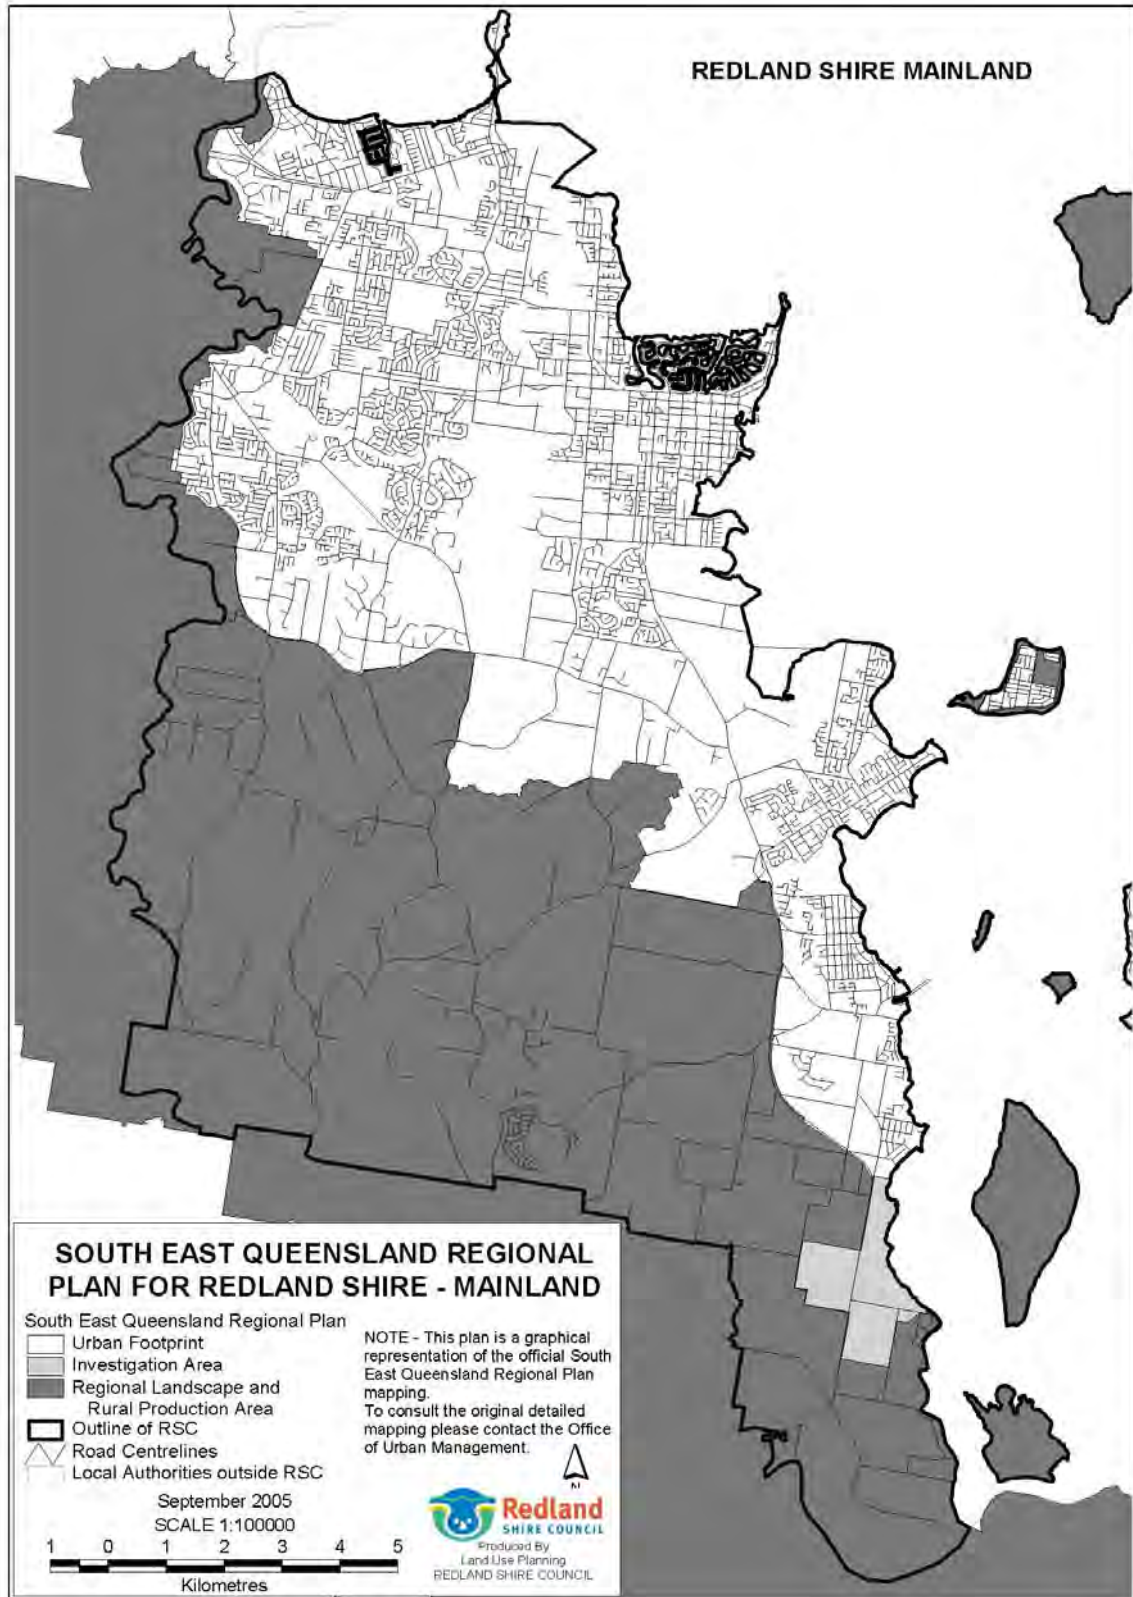 REDLAND SHIRE MAINLAND
SOUTH EAST QUEENSLAND REGIONAL
PLAN FOR REDLAND SHIRE - MAINLAND
South East Queensland Regional Plan
Urban Footprint
Investigation Area
Regional Landscape and
Rural Production Area
Outline of RSC
Road Centrelines
Local Authorities outside RSC
NOTE - This plan is a graphical
representation of the official South
East Queensland Regional Plan
mapping.
To consult the original detailed
mapping please contact the Office
of Urban Management.
N
September 2005
SCALE 1:100000
1 0 1 2 3 4 5
Kilometres
Redland
SHIRE COUNCIL
Produced By
Land Use Planning
REDLAND SHIRE COUNCIL